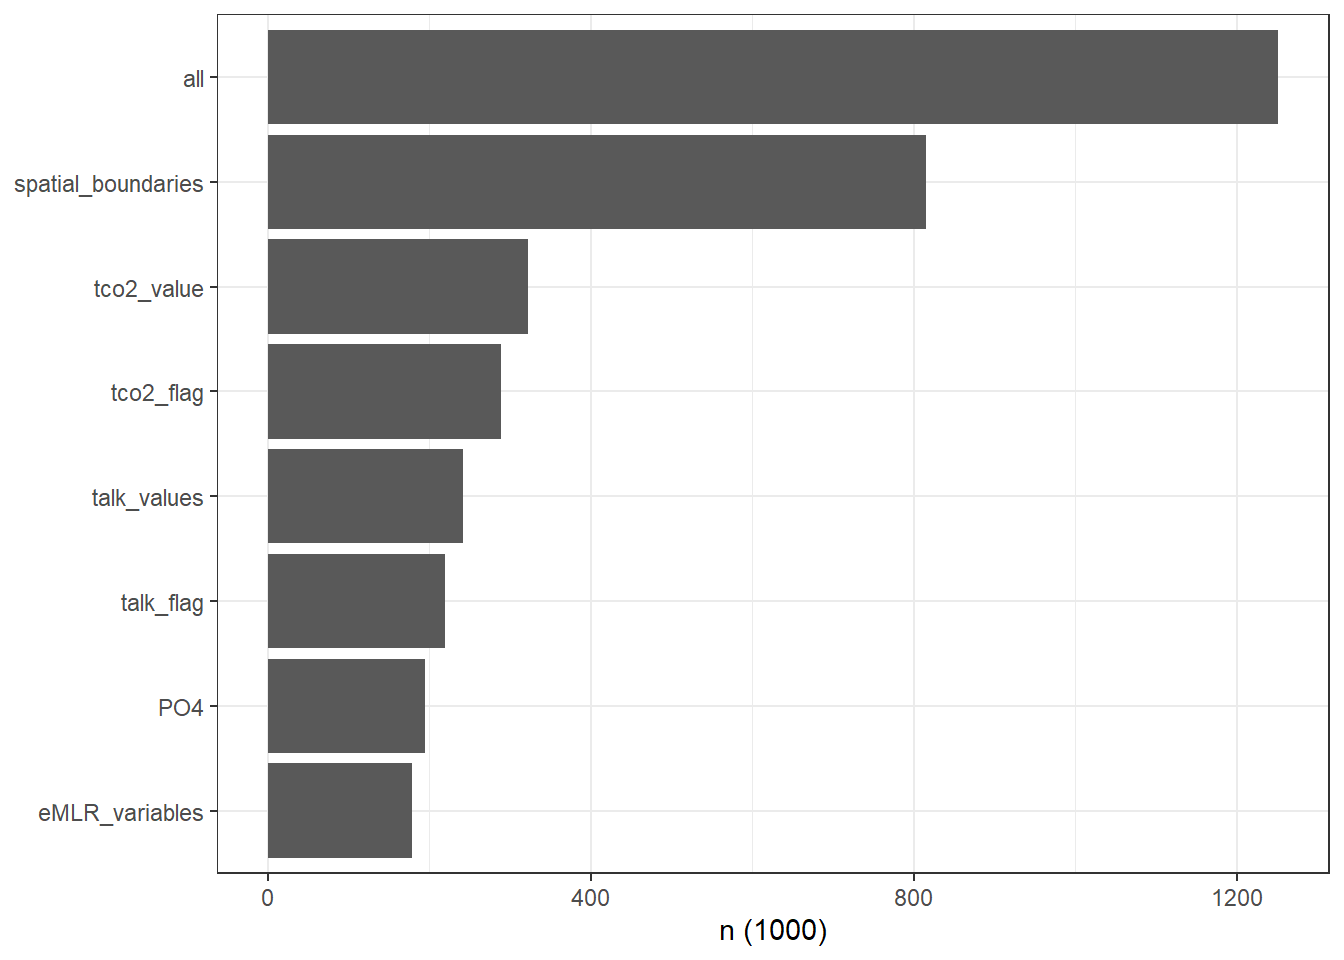 all
spatial_boundaries
tco2_value
tco2_flag
talk_values
talk_flag
PO4
eMLR_variables
0 400 800 1200
n (1000)